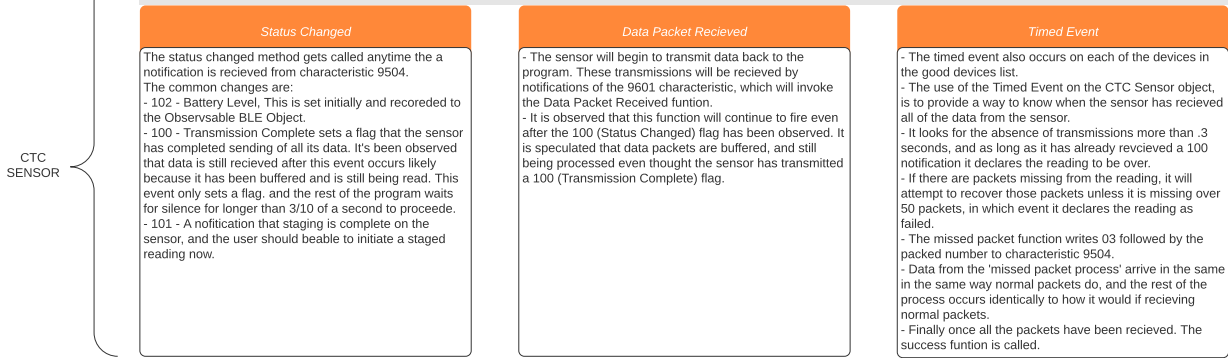 CTC
SENSOR
Status Changed
The status changed method gets called anytime the a
notification is recieved from characteristic 9504.
The common changes are:
- 102 - Battery Level, This is set initially and recoreded to
the Observsable BLE Object.
- 100 - Transmission Complete sets a flag that the sensor
has completed sending of all its data. It's been observed
that data is still recieved after this event occurs likely
because it has been buffered and is still being read. This
event only sets a flag. and the rest of the program waits
for silence for longer than 3/10 of a second to proceede.
- 101 - A nofitication that staging is complete on the
sensor, and the user should beable to initiate a staged
reading now.
Data Packet Recieved
- The sensor will begin to transmit data back to the
program. These transmissions will be recieved by
notifications of the 9601 characteristic, which will invoke
the Data Packet Received funtion.
- It is observed that this function will continue to fire even
after the 100 (Status Changed) flag has been observed. It
is speculated that data packets are buffered, and still
being processed even thought the sensor has transmitted
a 100 (Transmission Complete) flag.
Timed Event
- The timed event also occurs on each of the devices in
the good devices list.
- The use of the Timed Event on the CTC Sensor object,
is to provide a way to know when the sensor has recieved
all of the data from the sensor.
- It looks for the absence of transmissions more than .3
seconds, and as long as it has already revcieved a 100
notification it declares the reading to be over.
- If there are packets missing from the reading, it will
attempt to recover those packets unless it is missing over
50 packets, in which event it declares the reading as
failed.
- The missed packet function writes 03 followed by the
packed number to characteristic 9504.
- Data from the 'missed packet process' arrive in the same
in the same way normal packets do, and the rest of the
process occurs identically to how it would if recieving
normal packets.
- Finally once all the packets have been recieved. The
success funtion is called.